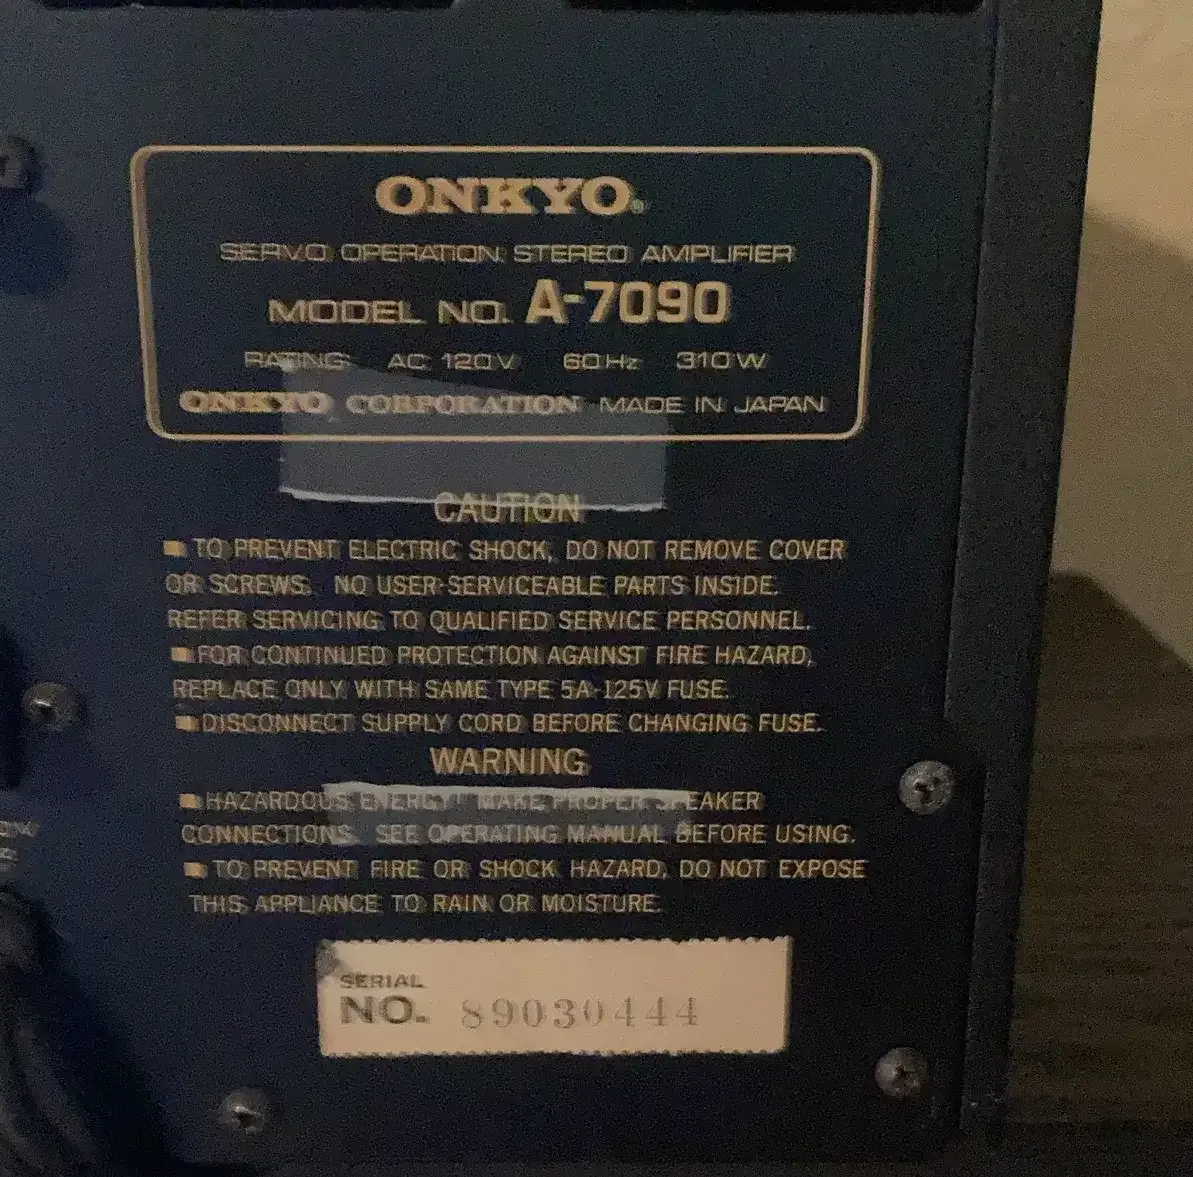 ONKYO®
SERVO OPERATION STEREO AMPLIFIER
MODEL NO. A-7090
RATING: AC 120V 60Hz 310W
ONKYO CORPORATION MADE IN JAPAN
CAUTION
■ TO PREVENT ELECTRIC SHOCK, DO NOT REMOVE COVER
OR SCREWS. NO USER-SERVICEABLE PARTS INSIDE.
REFER SERVICING TO QUALIFIED SERVICE PERSONNEL.
■ FOR CONTINUED PROTECTION AGAINST FIRE HAZARD,
REPLACE ONLY WITH SAME TYPE 5A-125V FUSE.
■ DISCONNECT SUPPLY CORD BEFORE CHANGING FUSE.
WARNING
■ HAZARDOUS ENERGY! MAKE PROPER SPEAKER
CONNECTIONS. SEE OPERATING MANUAL BEFORE USING.
■ TO PREVENT FIRE OR SHOCK HAZARD, DO NOT EXPOSE
THIS APPLIANCE TO RAIN OR MOISTURE.
SERIAL
NO. 89030444